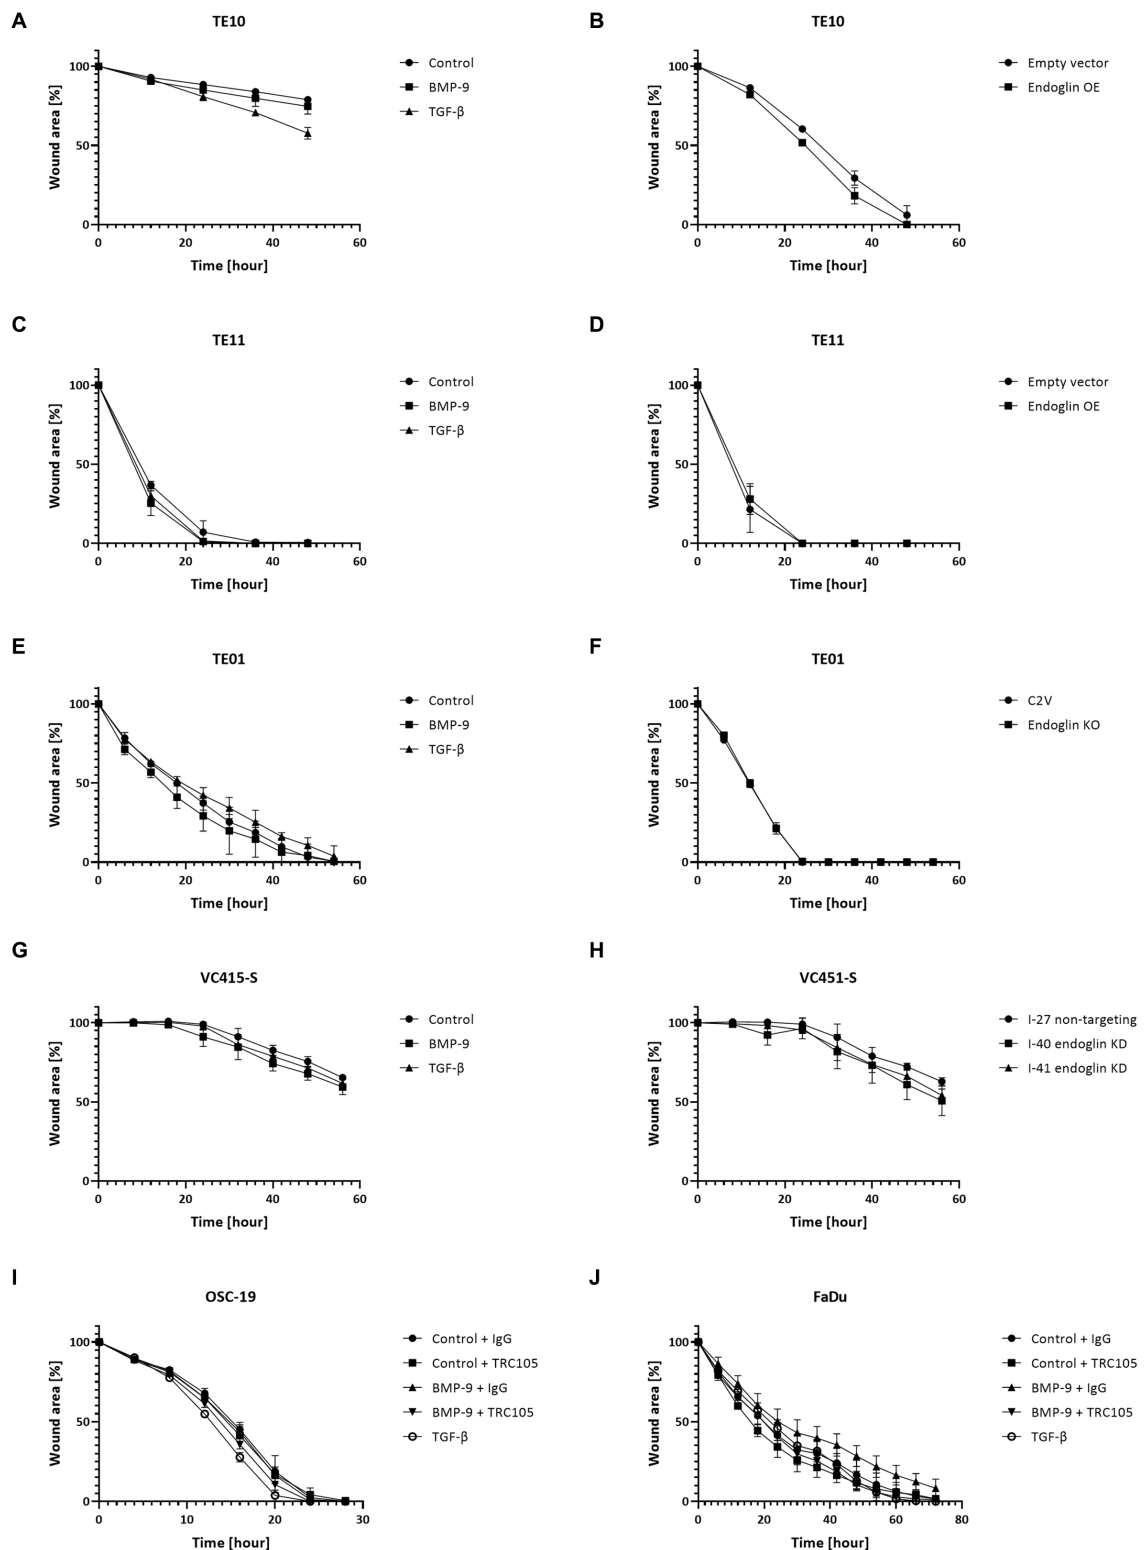 A
TE10
Wound area [%]
100
50
0
0 20 40 60
Time [hour]
Control
BMP-9
TGF-β
B
TE10
Wound area [%]
100
50
0
0 20 40 60
Time [hour]
Empty vector
Endoglin OE
C
TE11
Wound area [%]
100
50
0
0 20 40 60
Time [hour]
Control
BMP-9
TGF-β
D
TE11
Wound area [%]
100
50
0
0 20 40 60
Time [hour]
Empty vector
Endoglin OE
E
TE01
Wound area [%]
100
50
0
0 20 40 60
Time [hour]
Control
BMP-9
TGF-β
F
TE01
Wound area [%]
100
50
0
0 20 40 60
Time [hour]
C2V
Endoglin KO
G
VC415-S
Wound area [%]
100
50
0
0 20 40 60
Time [hour]
Control
BMP-9
TGF-β
H
VC451-S
Wound area [%]
100
50
0
0 20 40 60
Time [hour]
I-27 non-targeting
I-40 endoglin KD
I-41 endoglin KD
I
OSC-19
Wound area [%]
100
50
0
0 10 20 30
Time [hour]
Control + IgG
Control + TRC105
BMP-9 + IgG
BMP-9 + TRC105
TGF-β
J
FaDu
Wound area [%]
100
50
0
0 20 40 60 80
Time [hour]
Control + IgG
Control + TRC105
BMP-9 + IgG
BMP-9 + TRC105
TGF-β